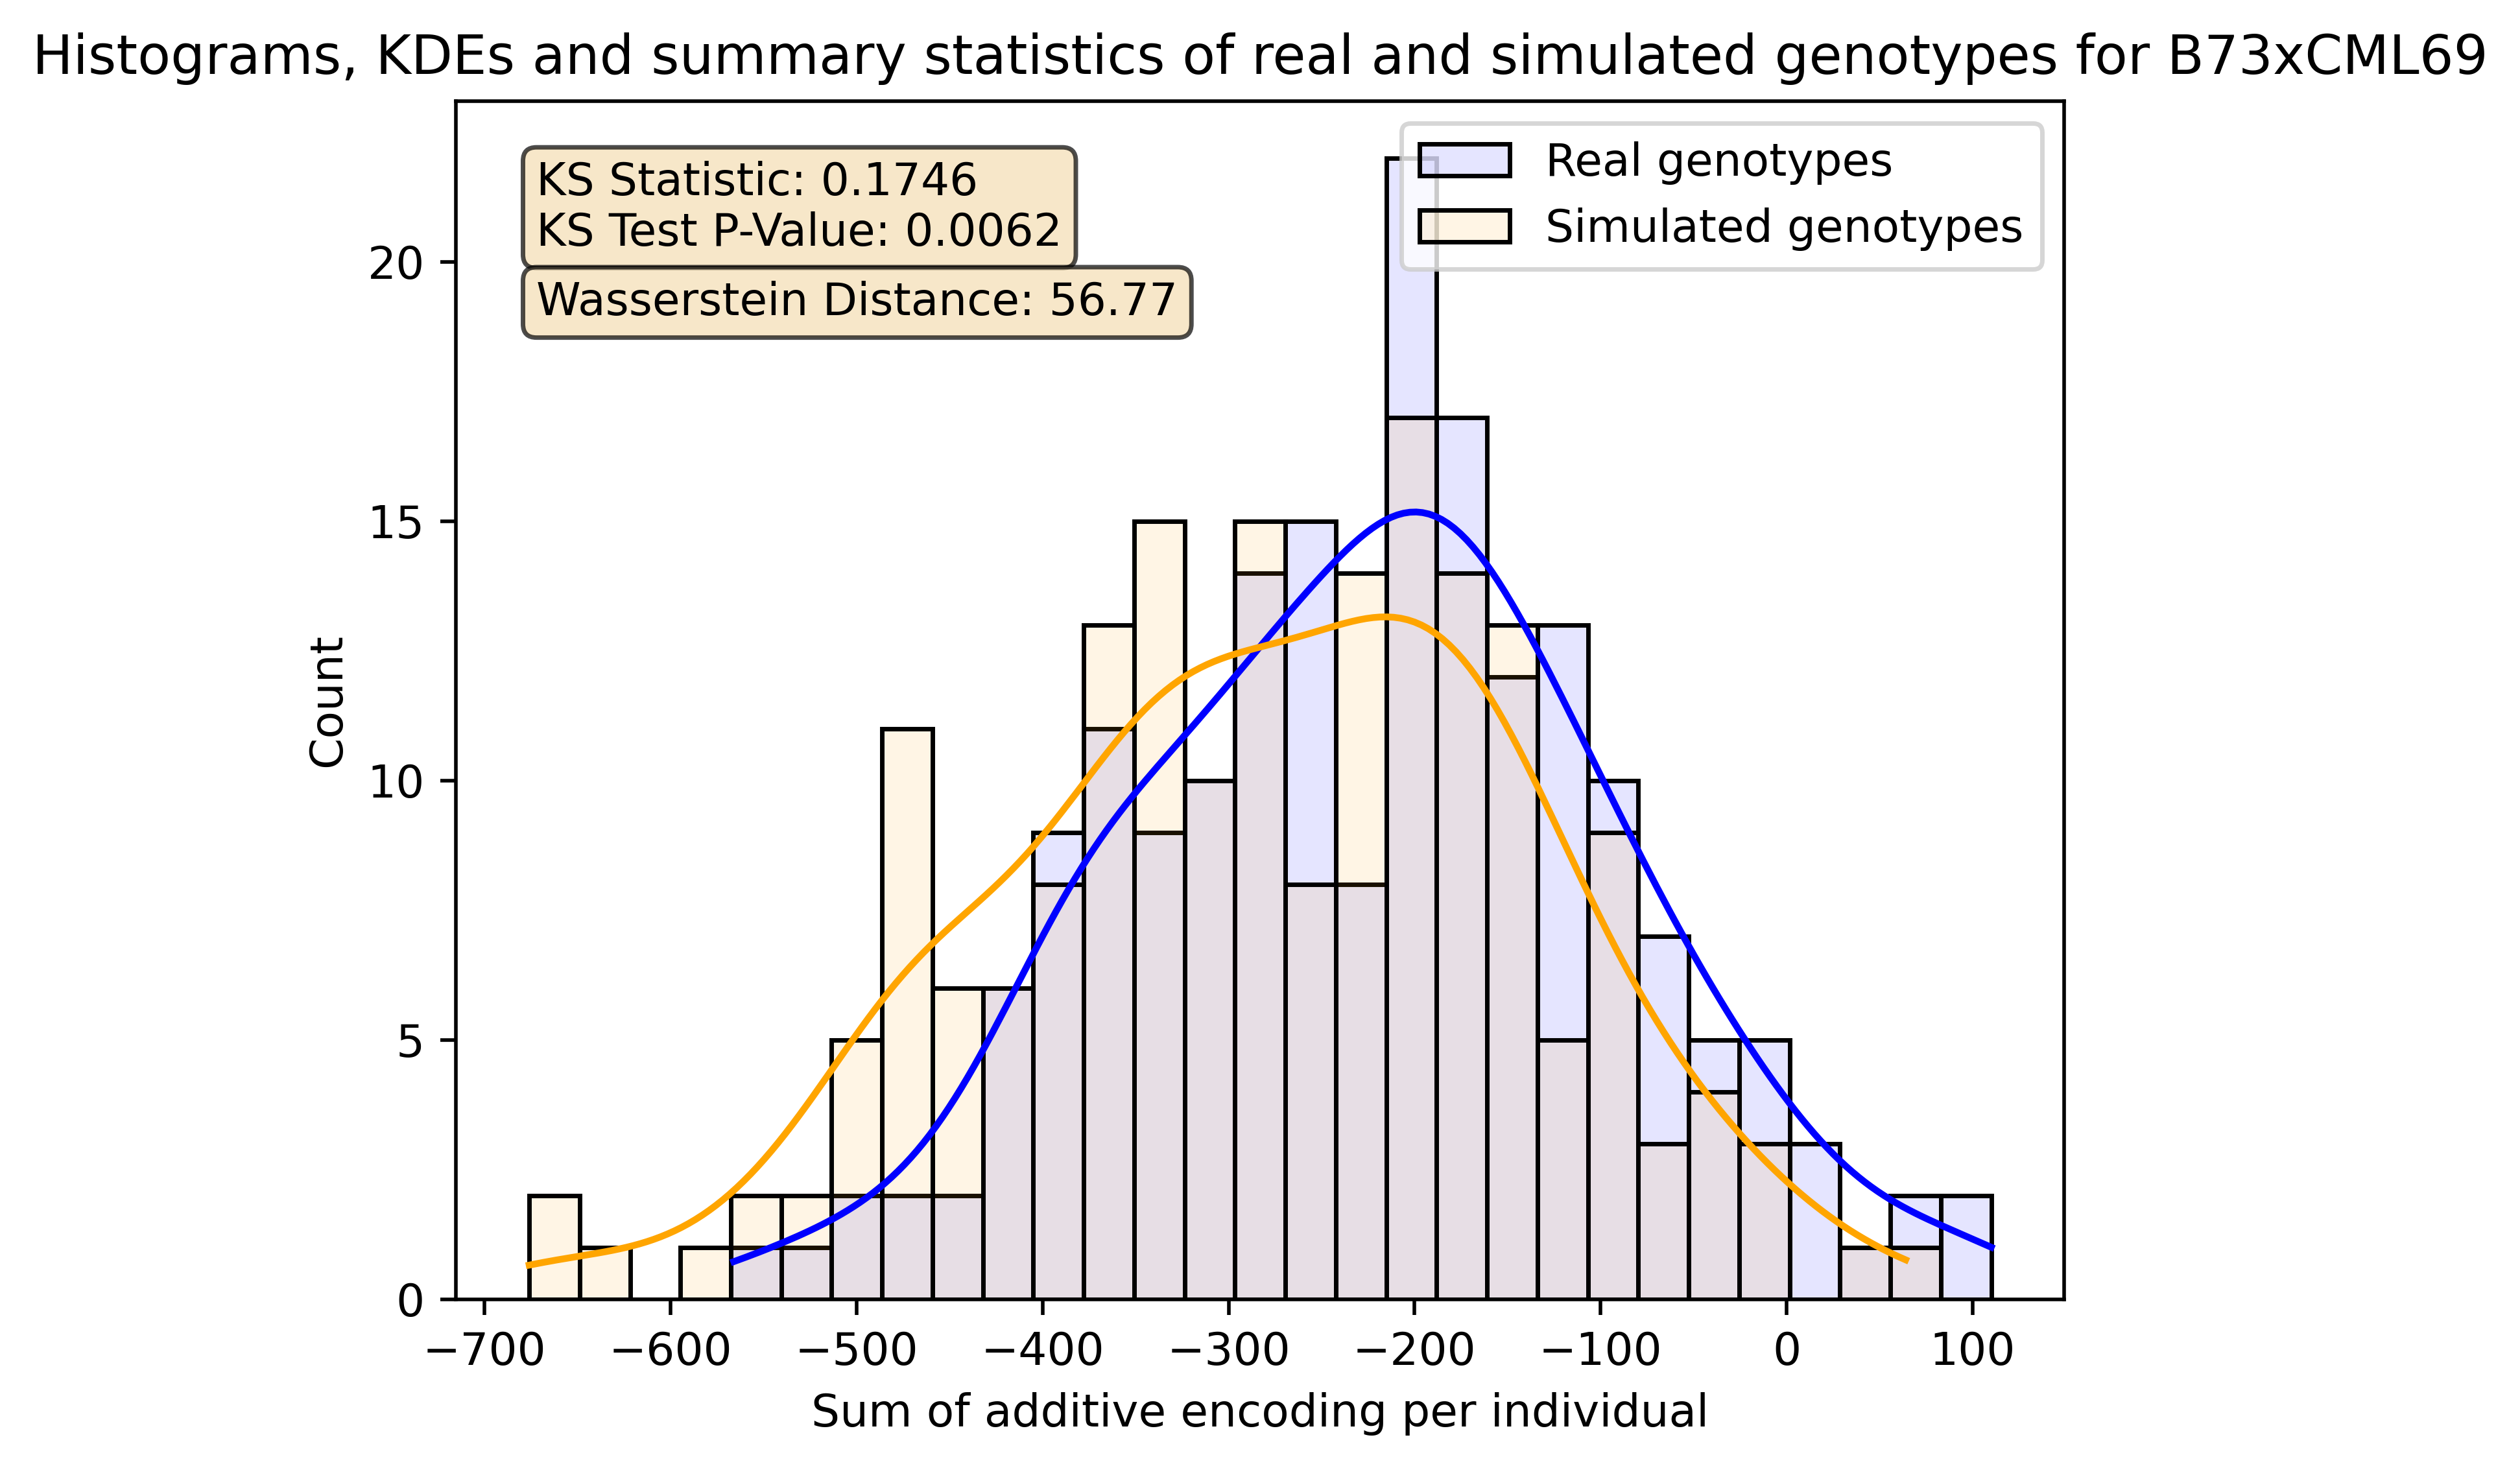 Histograms, KDEs and summary statistics of real and simulated genotypes for B73xCML69
KS Statistic: 0.1746
KS Test P-Value: 0.0062
Wasserstein Distance: 56.77
Real genotypes
Simulated genotypes
Count
20
15
10
5
0
−700 −600 −500 −400 −300 −200 −100 0 100
Sum of additive encoding per individual